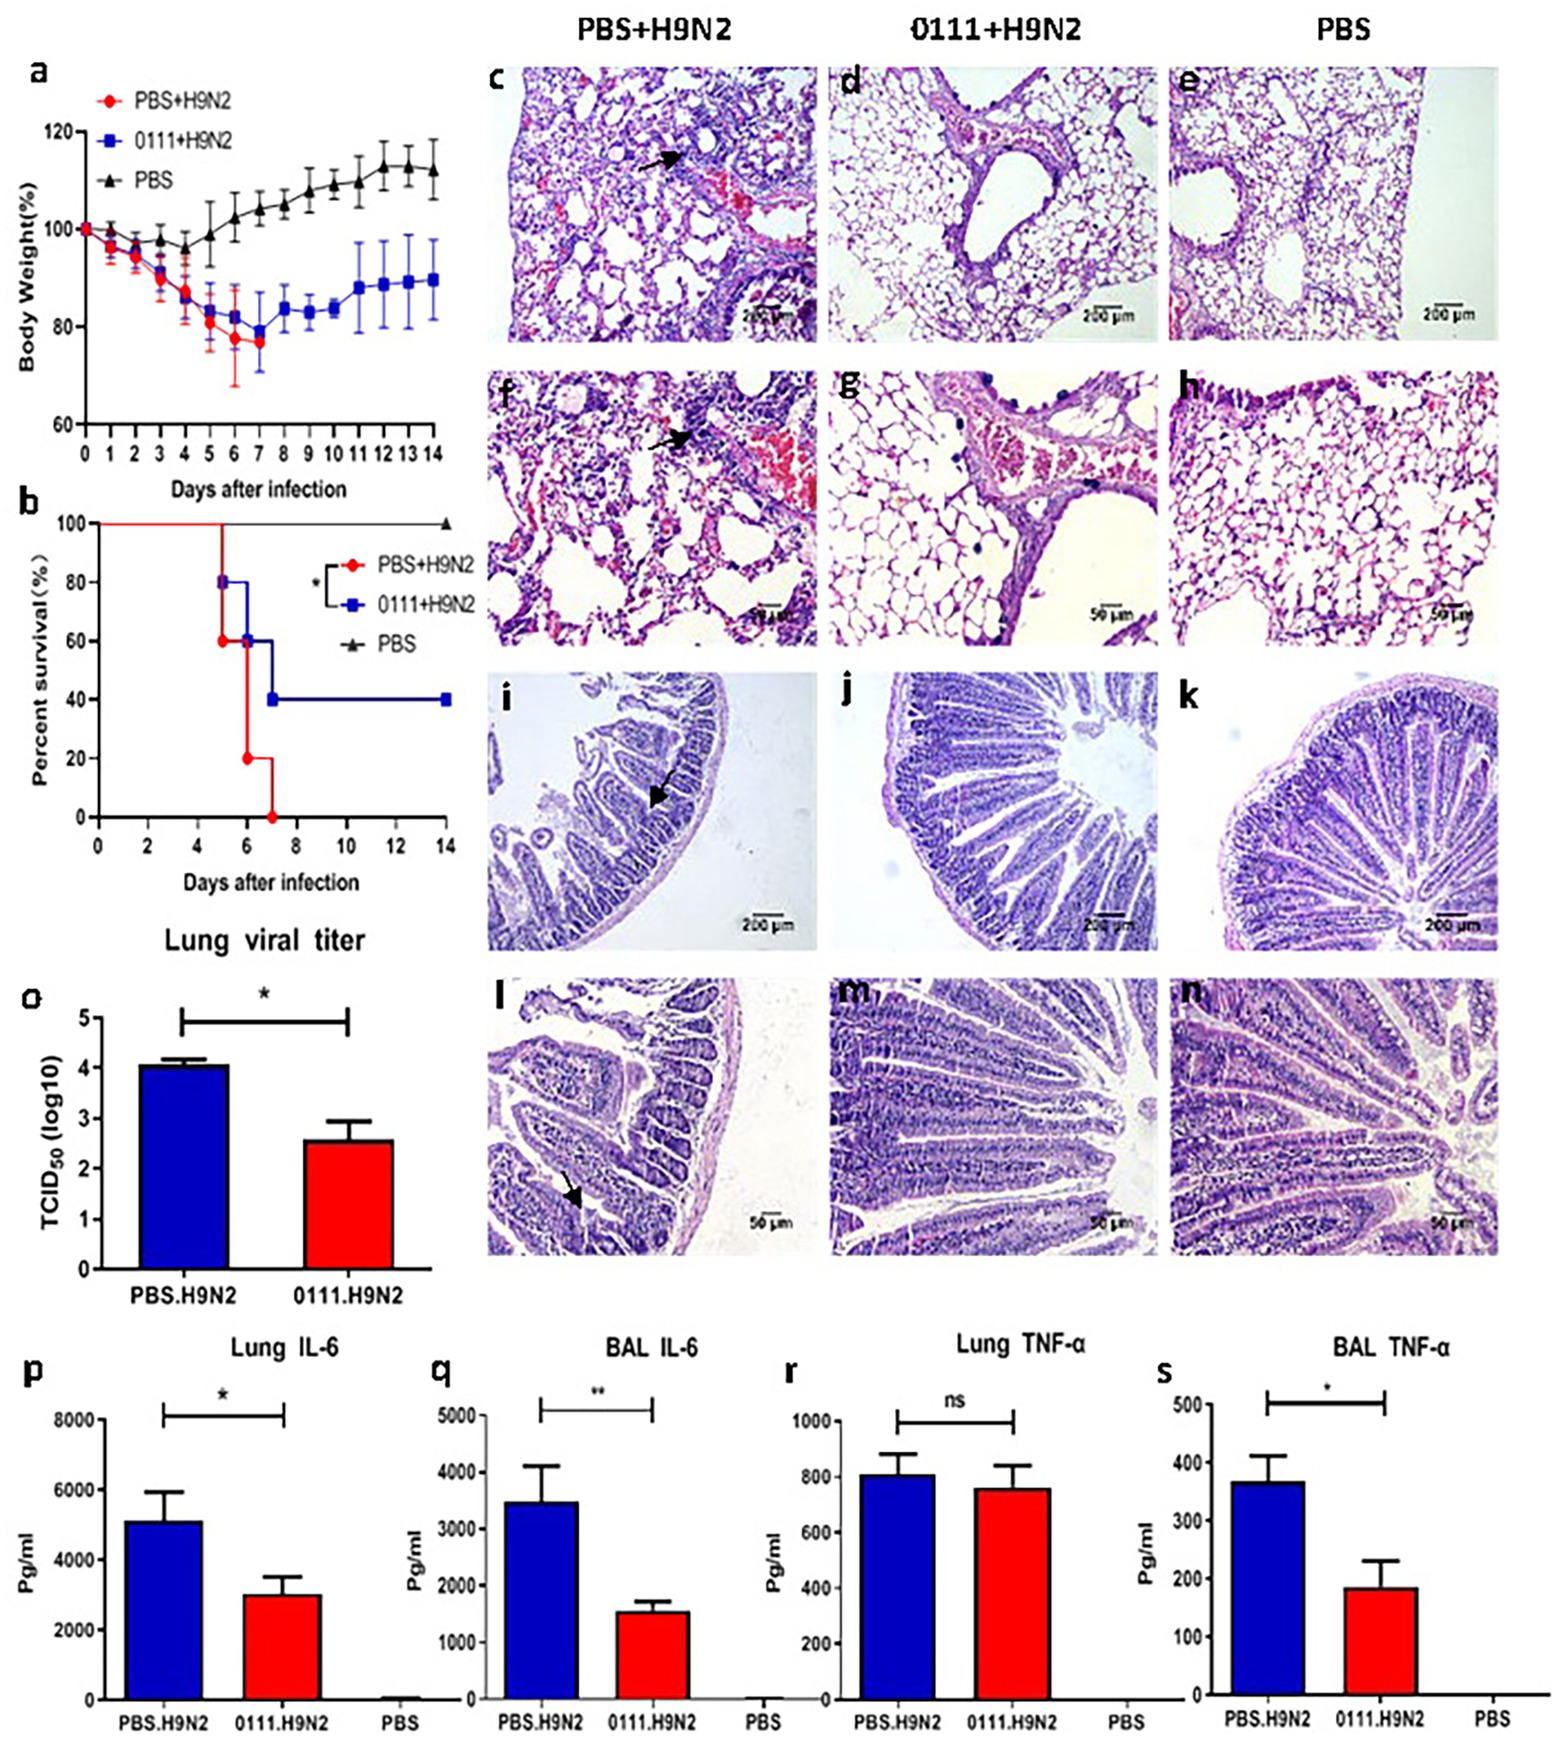 PBS+H9N2 0111+H9N2 PBS
a
PBS+H9N2
0111+H9N2
PBS
120
100
80
60
Body Weight(%)
0 1 2 3 4 5 6 7 8 9 10 11 12 13 14
Days after infection
b
100
80
60
40
20
0
Percent survival(%)
*
PBS+H9N2
0111+H9N2
PBS
0 2 4 6 8 10 12 14
Days after infection
c
200 μm
d
200 μm
e
200 μm
f
50 μm
g
50 μm
h
50 μm
i
200 μm
j
200 μm
k
200 μm
l
50 μm
m
50 μm
n
50 μm
Lung viral titer
o
*
5
4
3
2
1
0
TCID50 (log10)
PBS.H9N2 0111.H9N2
Lung IL-6
p
*
8000
6000
4000
2000
0
Pg/ml
PBS.H9N2 0111.H9N2 PBS
BAL IL-6
q
**
5000
4000
3000
2000
1000
0
Pg/ml
PBS.H9N2 0111.H9N2 PBS
Lung TNF-α
r
ns
1000
800
600
400
200
0
Pg/ml
PBS.H9N2 0111.H9N2 PBS
BAL TNF-α
s
*
500
400
300
200
100
0
Pg/ml
PBS.H9N2 0111.H9N2 PBS